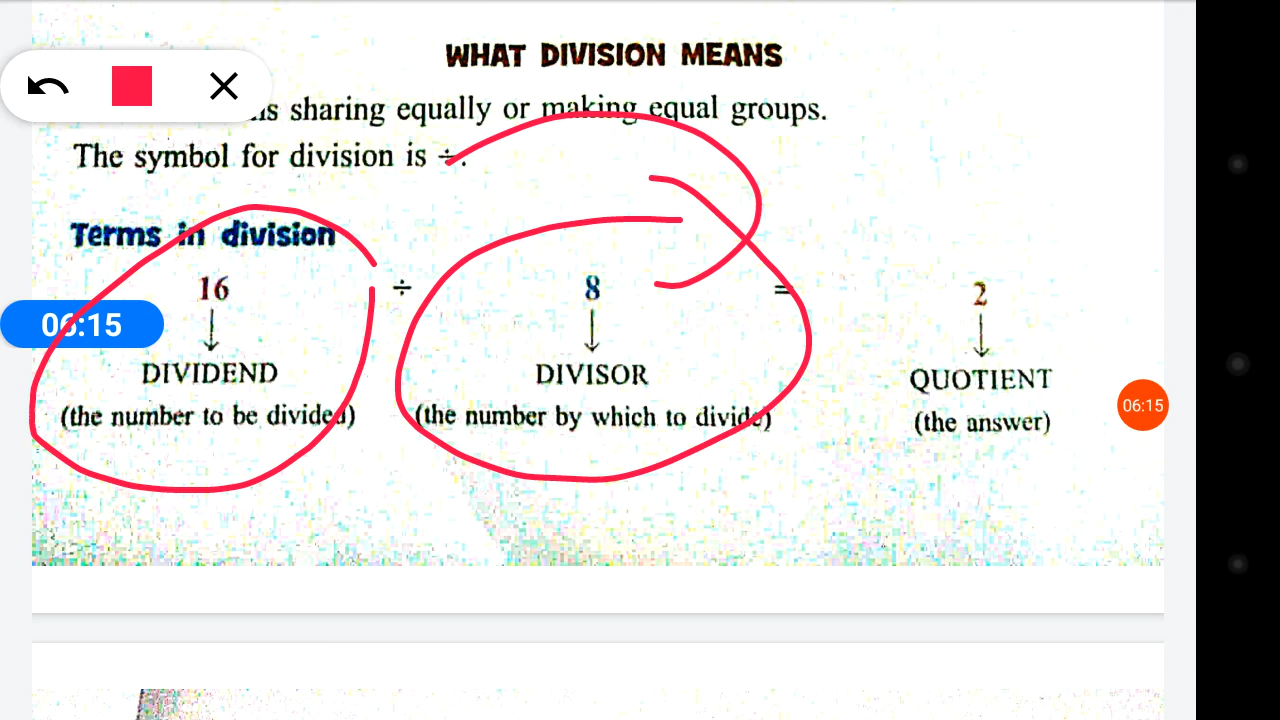 WHAT DIVISION MEANS
is sharing equally or making equal groups.
The symbol for division is ÷.
Terms in division
16 ÷ 8 = 2
06:15
DIVIDEND DIVISOR QUOTIENT
(the number to be divided) (the number by which to divide) (the answer)
06:15